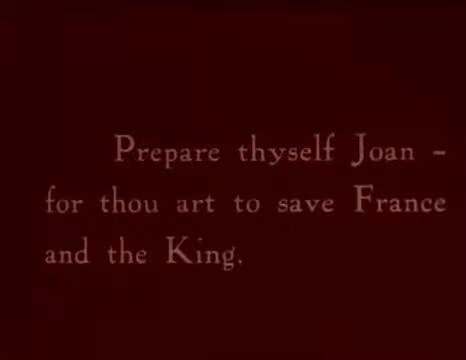 Prepare thyself Joan -
for thou art to save France
and the King.